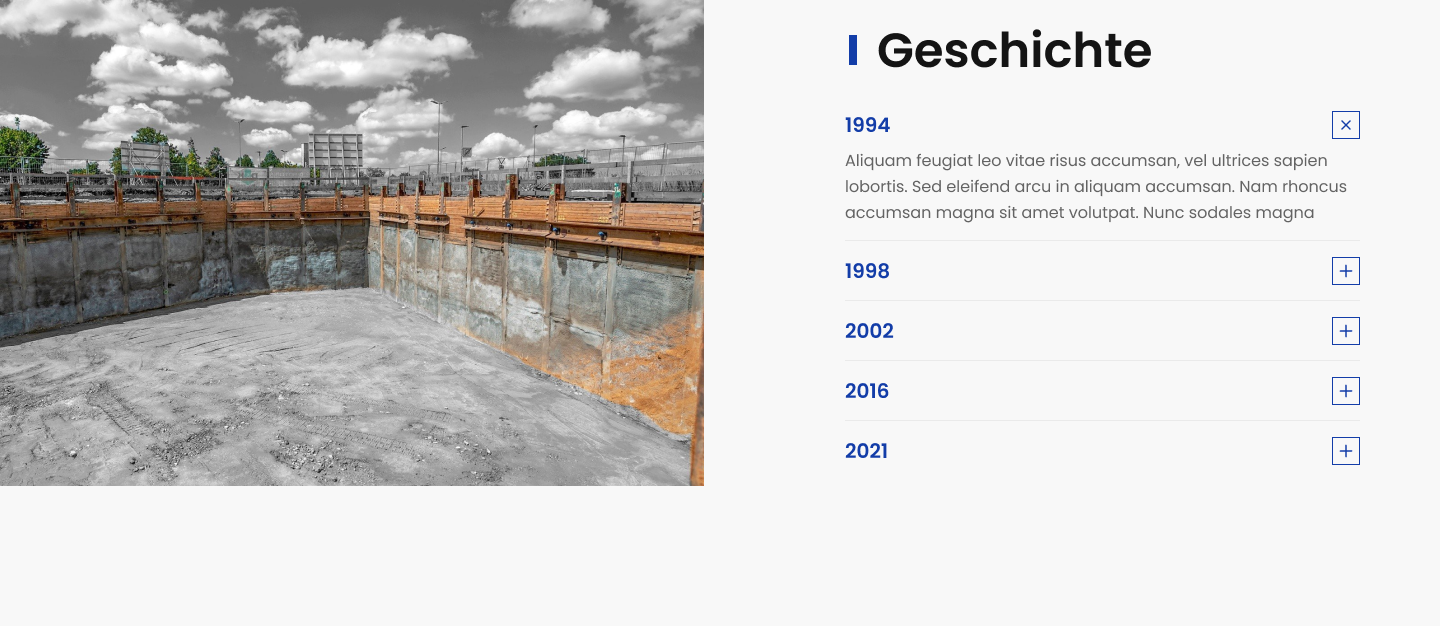 Geschichte
1994
Aliquam feugiat leo vitae risus accumsan, vel ultrices sapien
lobortis. Sed eleifend arcu in aliquam accumsan. Nam rhoncus
accumsan magna sit amet volutpat. Nunc sodales magna
1998
2002
2016
2021